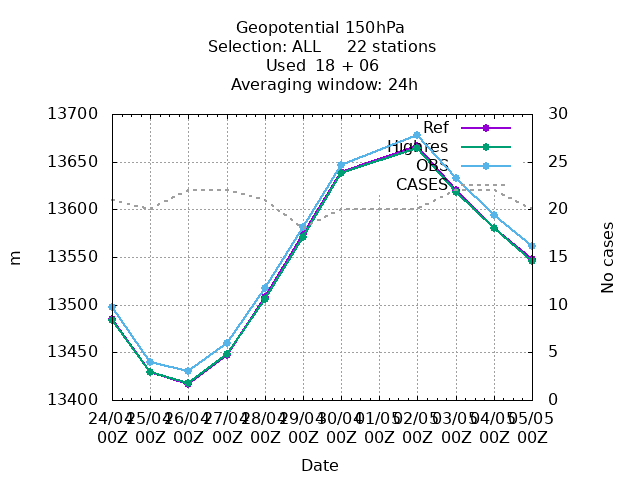 Geopotential 150hPa
Selection: ALL     22 stations
Used  18 + 06
Averaging window: 24h
13700
13650
13600
13550
13500
13450
13400
m
30
25
20
15
10
5
0
No cases
Ref
Highres
OBS
CASES
24/04 25/04 26/04 27/04 28/04 29/04 30/04 01/05 02/05 03/05 04/05 05/05
00Z 00Z 00Z 00Z 00Z 00Z 00Z 00Z 00Z 00Z 00Z 00Z
Date